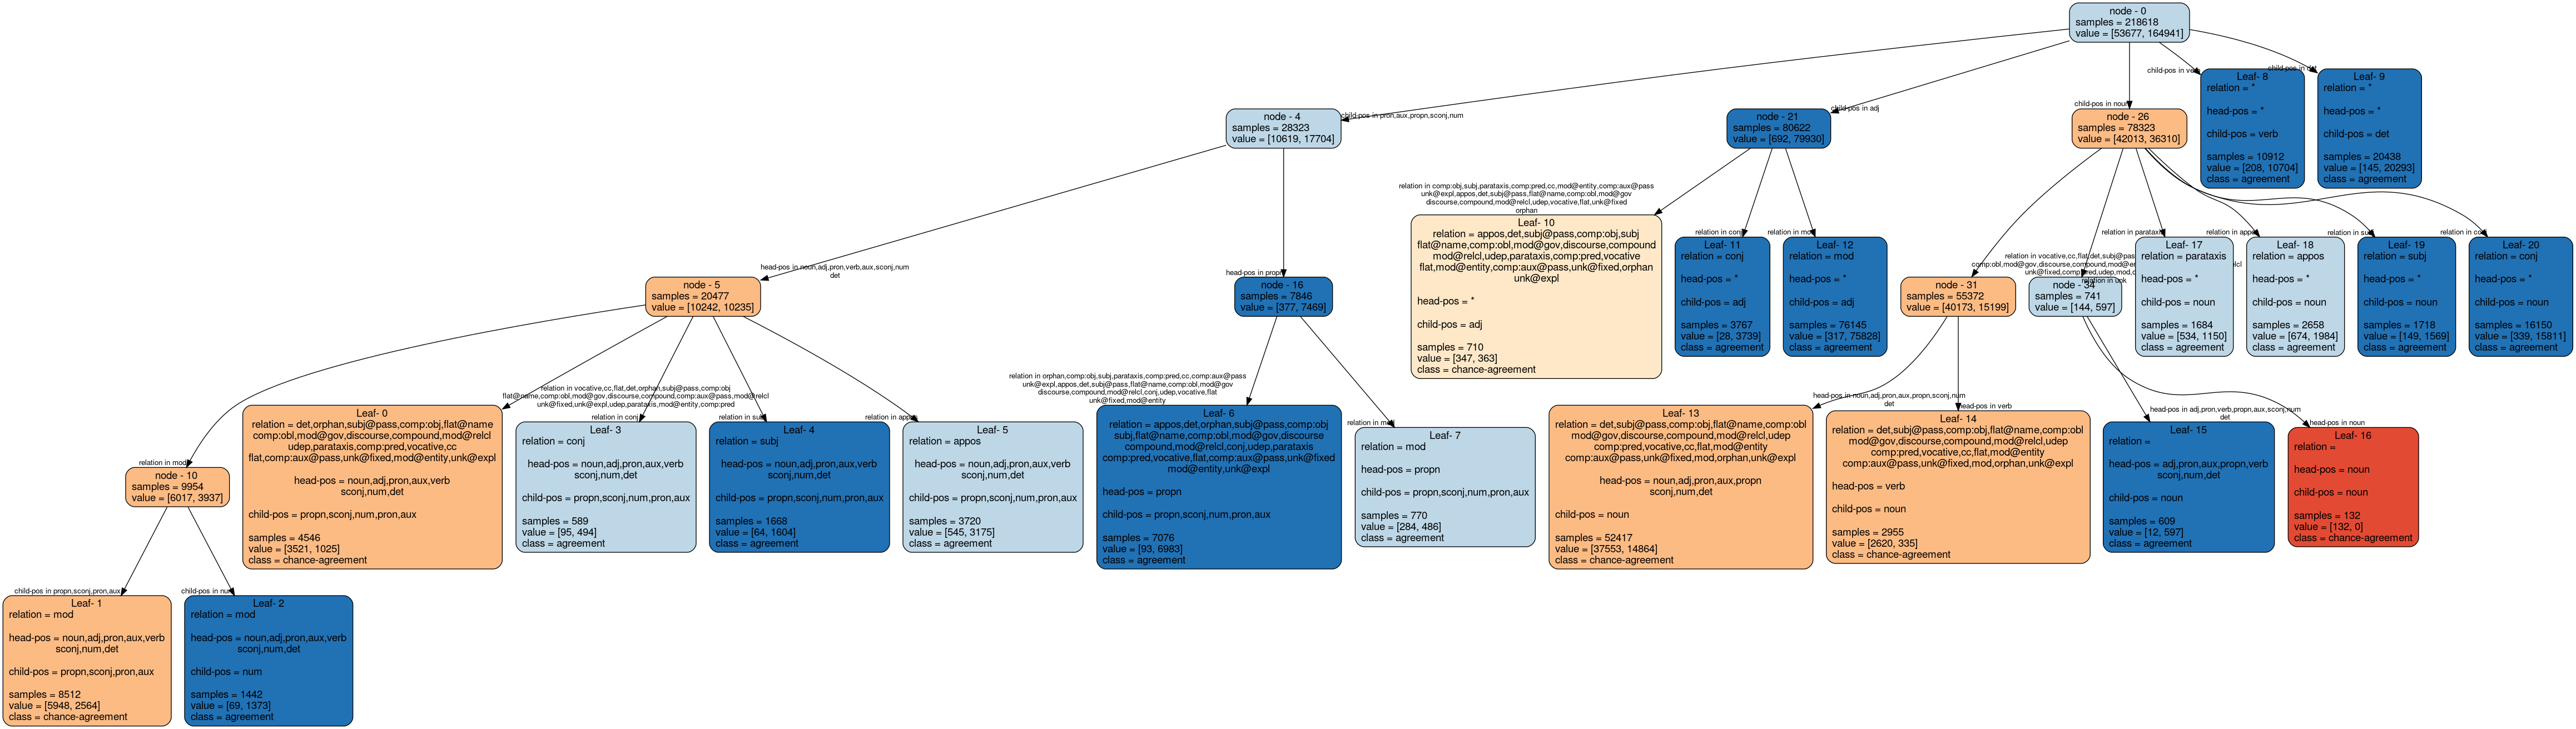 node - 0
samples = 218618
value = [53677, 164941]
child-pos in pron,aux,propn,sconj,num
child-pos in adj
child-pos in noun
child-pos in verb
child-pos in det
Leaf- 8
relation = *
head-pos = *
child-pos = verb
samples = 10912
value = [208, 10704]
class = agreement
Leaf- 9
relation = *
head-pos = *
child-pos = det
samples = 20438
value = [145, 20293]
class = agreement
node - 4
samples = 28323
value = [10619, 17704]
node - 21
samples = 80622
value = [692, 79930]
node - 26
samples = 78323
value = [42013, 36310]
head-pos in noun,adj,pron,verb,aux,sconj,num
det
head-pos in propn
relation in comp:obj,subj,parataxis,comp:pred,cc,mod@entity,comp:aux@pass
unk@expl,appos,det,subj@pass,flat@name,comp:obl,mod@gov
discourse,compound,mod@relcl,udep,vocative,flat,unk@fixed
orphan
relation in conj
relation in mod
relation in vocative,cc,flat,det,subj@pass
comp:obl,mod@gov,discourse,compound,mod@
unk@fixed,comp:pred,udep,mod
relation in unk
relation in parataxis
relation in appos
relation in subj
relation in conj
node - 5
samples = 20477
value = [10242, 10235]
node - 16
samples = 7846
value = [377, 7469]
Leaf- 10
relation = appos,det,subj@pass,comp:obj,subj
flat@name,comp:obl,mod@gov,discourse,compound
mod@relcl,udep,parataxis,comp:pred,vocative
flat,mod@entity,comp:aux@pass,unk@fixed,orphan
unk@expl
head-pos = *
child-pos = adj
samples = 710
value = [347, 363]
class = chance-agreement
Leaf- 11
relation = conj
head-pos = *
child-pos = adj
samples = 3767
value = [28, 3739]
class = agreement
Leaf- 12
relation = mod
head-pos = *
child-pos = adj
samples = 76145
value = [317, 75828]
class = agreement
node - 31
samples = 55372
value = [40173, 15199]
node - 34
samples = 741
value = [144, 597]
Leaf- 17
relation = parataxis
head-pos = *
child-pos = noun
samples = 1684
value = [534, 1150]
class = agreement
Leaf- 18
relation = appos
head-pos = *
child-pos = noun
samples = 2658
value = [674, 1984]
class = agreement
Leaf- 19
relation = subj
head-pos = *
child-pos = noun
samples = 1718
value = [149, 1569]
class = agreement
Leaf- 20
relation = conj
head-pos = *
child-pos = noun
samples = 16150
value = [339, 15811]
class = agreement
relation in mod
relation in vocative,cc,flat,det,orphan,subj@pass,comp:obj
flat@name,comp:obl,mod@gov,discourse,compound,comp:aux@pass,mod@relcl
unk@fixed,unk@expl,udep,parataxis,mod@entity,comp:pred
relation in conj
relation in subj
relation in appos
relation in orphan,comp:obj,subj,parataxis,comp:pred,cc,comp:aux@pass
unk@expl,appos,det,subj@pass,flat@name,comp:obl,mod@gov
discourse,compound,mod@relcl,conj,udep,vocative,flat
unk@fixed,mod@entity
relation in mod
head-pos in noun,adj,pron,aux,propn,sconj,num
det
head-pos in verb
head-pos in adj,pron,verb,propn,aux,sconj,num
det
head-pos in noun
node - 10
samples = 9954
value = [6017, 3937]
Leaf- 0
relation = det,orphan,subj@pass,comp:obj,flat@name
comp:obl,mod@gov,discourse,compound,mod@relcl
udep,parataxis,comp:pred,vocative,cc
flat,comp:aux@pass,unk@fixed,mod@entity,unk@expl
head-pos = noun,adj,pron,aux,verb
sconj,num,det
child-pos = propn,sconj,num,pron,aux
samples = 4546
value = [3521, 1025]
class = chance-agreement
Leaf- 3
relation = conj
head-pos = noun,adj,pron,aux,verb
sconj,num,det
child-pos = propn,sconj,num,pron,aux
samples = 589
value = [95, 494]
class = agreement
Leaf- 4
relation = subj
head-pos = noun,adj,pron,aux,verb
sconj,num,det
child-pos = propn,sconj,num,pron,aux
samples = 1668
value = [64, 1604]
class = agreement
Leaf- 5
relation = appos
head-pos = noun,adj,pron,aux,verb
sconj,num,det
child-pos = propn,sconj,num,pron,aux
samples = 3720
value = [545, 3175]
class = agreement
Leaf- 6
relation = appos,det,orphan,subj@pass,comp:obj
subj,flat@name,comp:obl,mod@gov,discourse
compound,mod@relcl,conj,udep,parataxis
comp:pred,vocative,flat,comp:aux@pass,unk@fixed
mod@entity,unk@expl
head-pos = propn
child-pos = propn,sconj,num,pron,aux
samples = 7076
value = [93, 6983]
class = agreement
Leaf- 7
relation = mod
head-pos = propn
child-pos = propn,sconj,num,pron,aux
samples = 770
value = [284, 486]
class = agreement
Leaf- 13
relation = det,subj@pass,comp:obj,flat@name,comp:obl
mod@gov,discourse,compound,mod@relcl,udep
comp:pred,vocative,cc,flat,mod@entity
comp:aux@pass,unk@fixed,mod,orphan,unk@expl
head-pos = noun,adj,pron,aux,propn
sconj,num,det
child-pos = noun
samples = 52417
value = [37553, 14864]
class = chance-agreement
Leaf- 14
relation = det,subj@pass,comp:obj,flat@name,comp:obl
mod@gov,discourse,compound,mod@relcl,udep
comp:pred,vocative,cc,flat,mod@entity
comp:aux@pass,unk@fixed,mod,orphan,unk@expl
head-pos = verb
child-pos = noun
samples = 2955
value = [2620, 335]
class = chance-agreement
Leaf- 15
relation =
head-pos = adj,pron,aux,propn,verb
sconj,num,det
child-pos = noun
samples = 609
value = [12, 597]
class = agreement
Leaf- 16
relation =
head-pos = noun
child-pos = noun
samples = 132
value = [132, 0]
class = chance-agreement
child-pos in propn,sconj,pron,aux
child-pos in num
Leaf- 1
relation = mod
head-pos = noun,adj,pron,aux,verb
sconj,num,det
child-pos = propn,sconj,pron,aux
samples = 8512
value = [5948, 2564]
class = chance-agreement
Leaf- 2
relation = mod
head-pos = noun,adj,pron,aux,verb
sconj,num,det
child-pos = num
samples = 1442
value = [69, 1373]
class = agreement